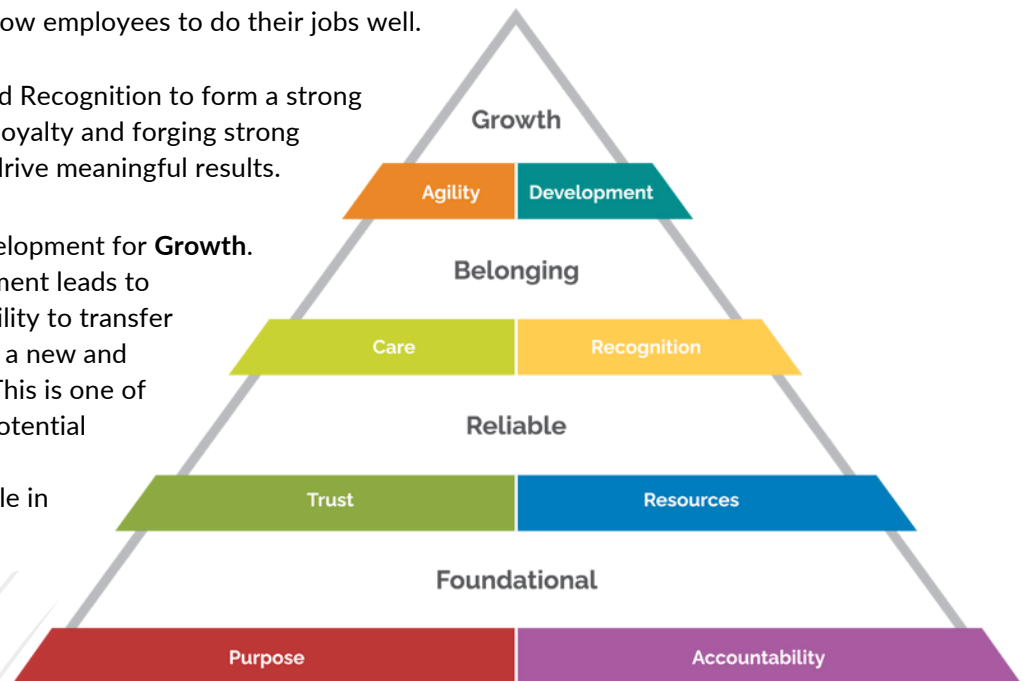 ow employees to do their jobs well.
d Recognition to form a strong
oyalty and forging strong
drive meaningful results.
elopment for Growth.
ment leads to
ility to transfer
a new and
This is one of
otential
le in
Growth
Agility Development
Belonging
Care Recognition
Reliable
Trust Resources
Foundational
Purpose Accountability